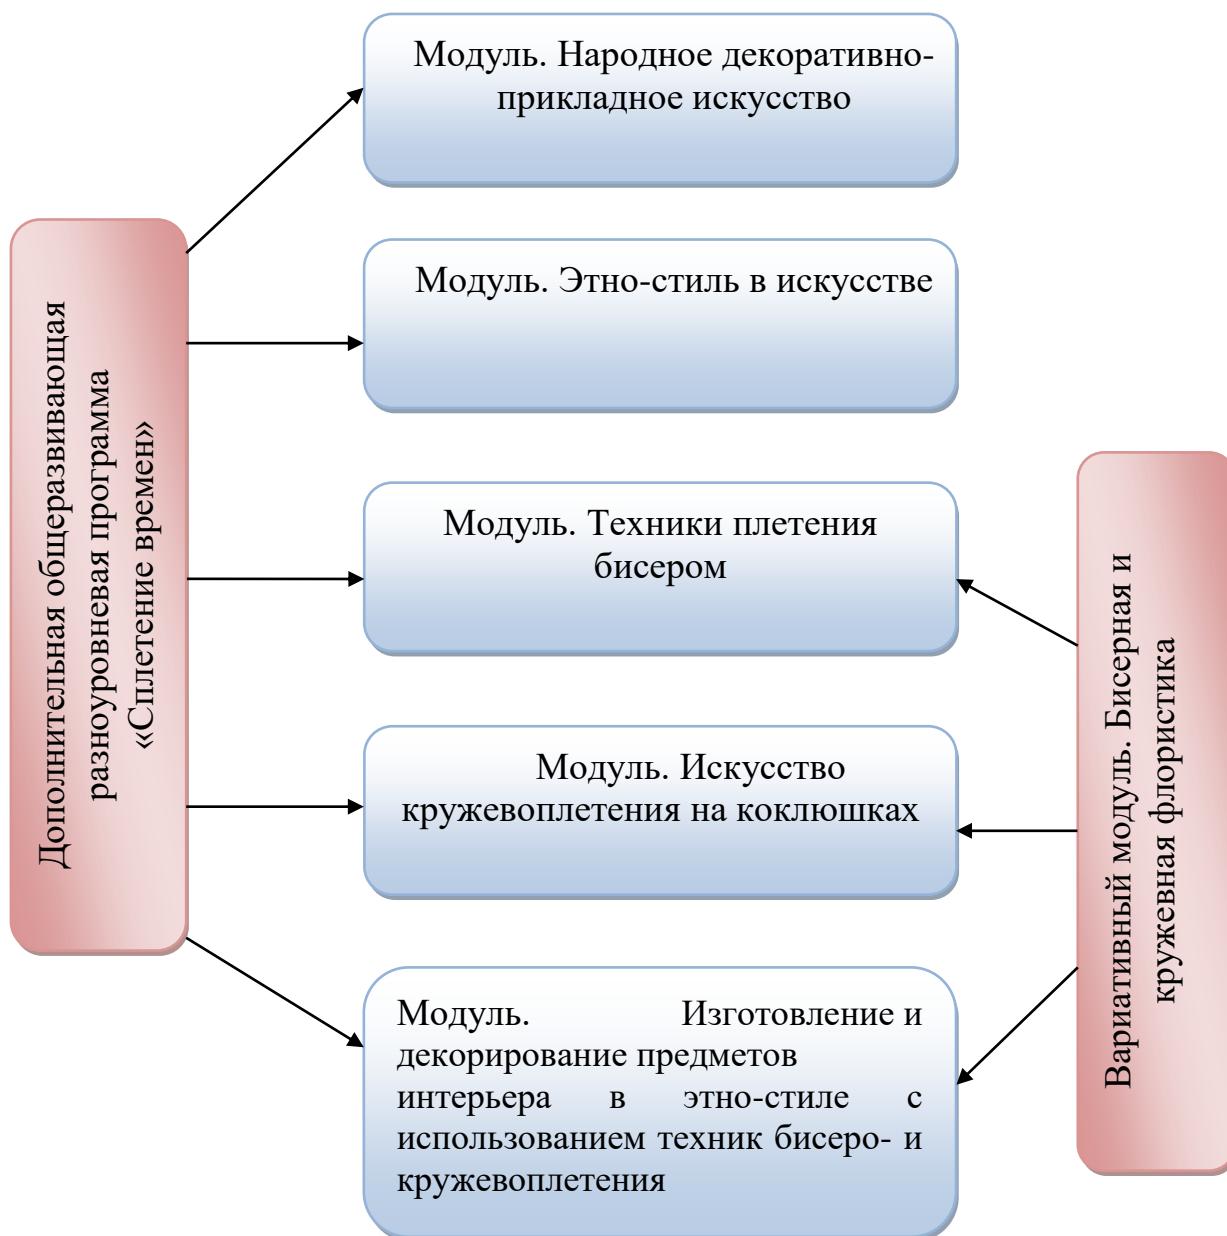 Модуль. Народное декоративно-
прикладное искусство
Модуль. Этно-стиль в искусстве
Дополнительная общеразвивающая
разноуровневая программа
«Сплетение времен»
Модуль. Техники плетения
бисером
Модуль. Искусство
кружевоплетения на коклюшках
Вариативный модуль. Бисерная и
кружевная флористика
Модуль. Изготовление и
декорирование предметов
интерьера в этно-стиле с
использованием техник бисеро- и
кружевоплетения